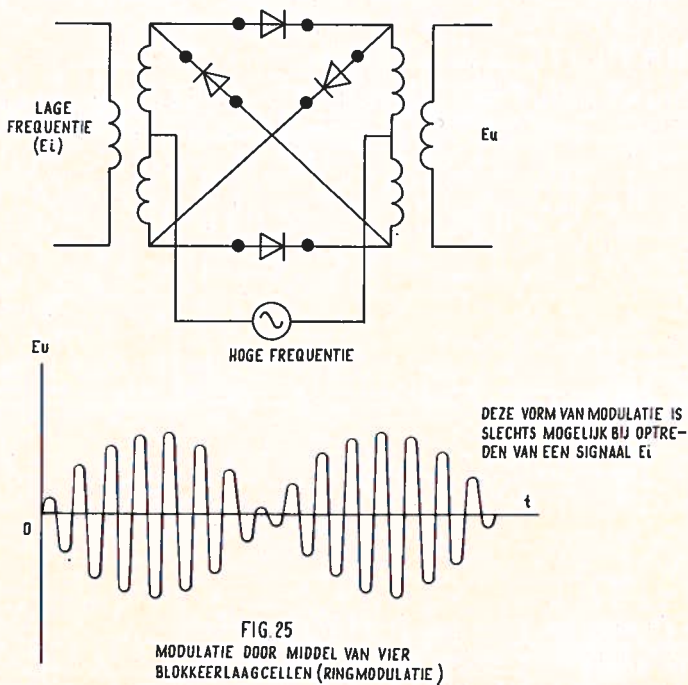 LAGE
FREQUENTIE
(Ei)
Eu
HOGE FREQUENTIE
Eu
DEZE VORM VAN MODULATIE IS
SLECHTS MOGELIJK BIJ OPTRE-
DEN VAN EEN SIGNAAL Ei
t
0
FIG. 25
MODULATIE DOOR MIDDEL VAN VIER
BLOKKEERLAAGCELLEN (RINGMODULATIE)